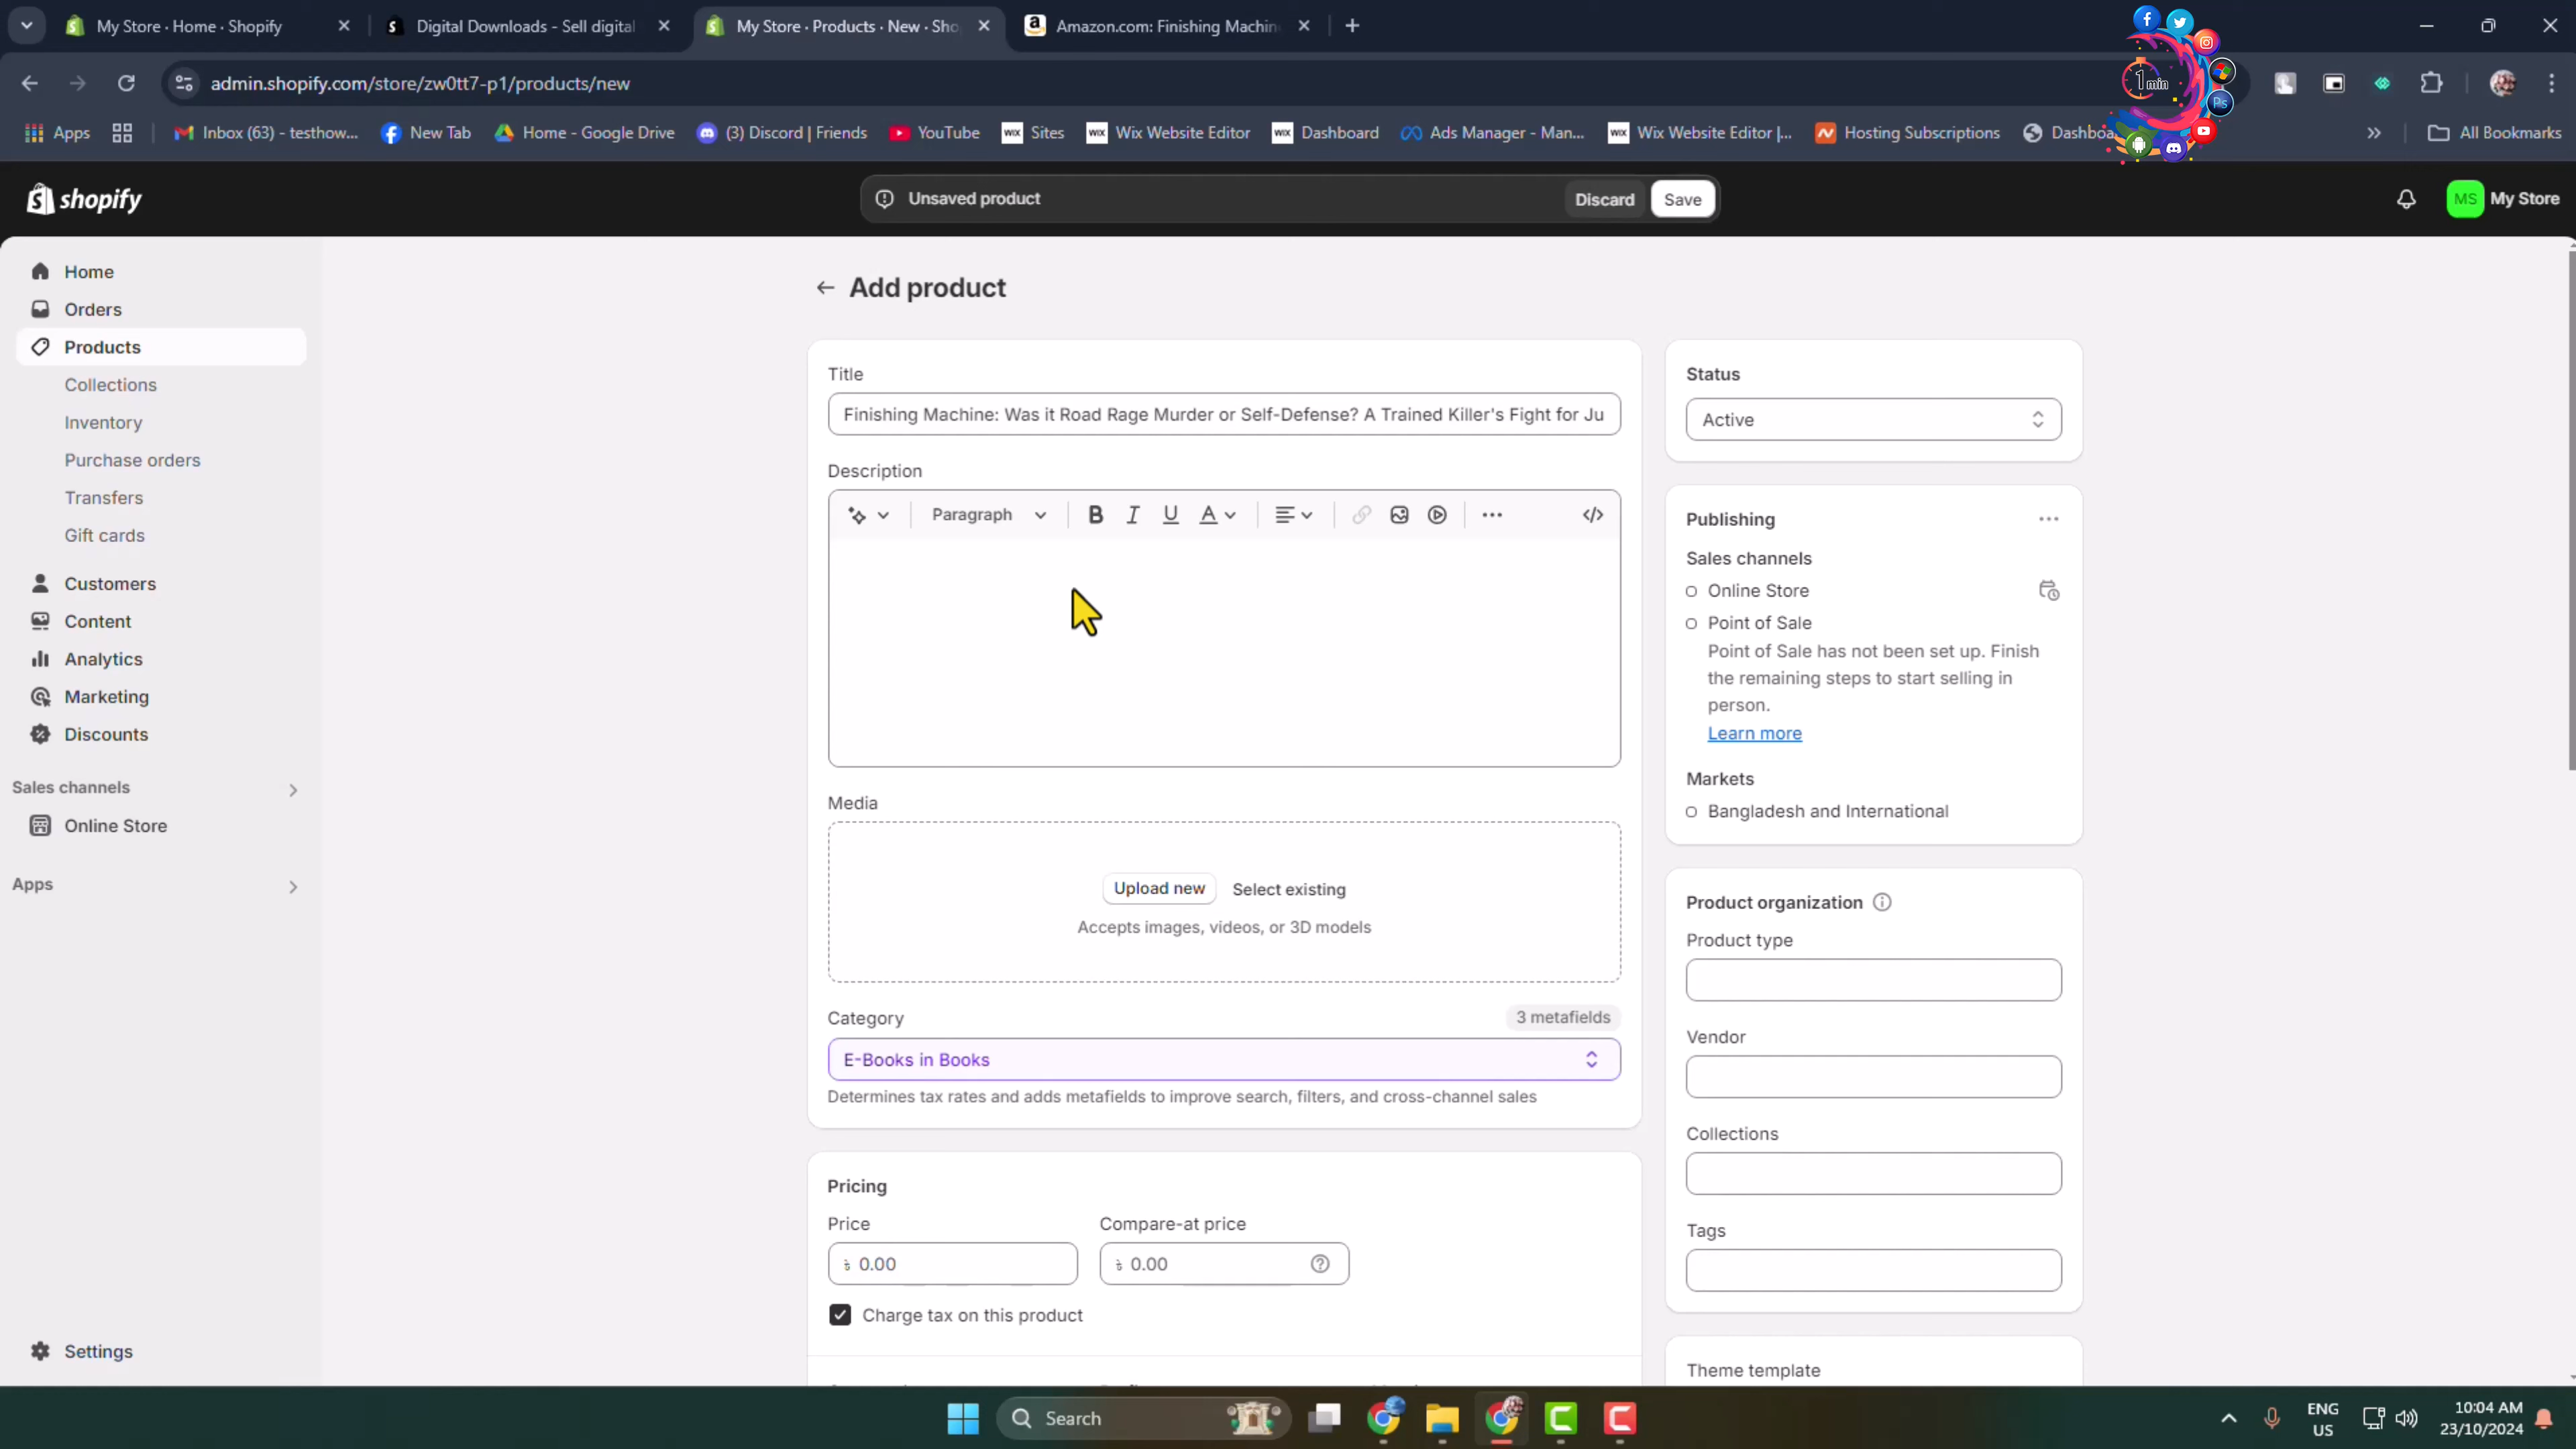 My Store · Home · Shopify
Digital Downloads - Sell digital
My Store · Products · New · Sho
Amazon.com: Finishing Machin
admin.shopify.com/store/zw0tt7-p1/products/new
1 min
Ps
Apps
Inbox (63) - testhow...
New Tab
Home - Google Drive
(3) Discord | Friends
YouTube
WIX Sites
WIX Wix Website Editor
WIX Dashboard
Ads Manager - Man...
WIX Wix Website Editor |...
Hosting Subscriptions
All Bookmarks
shopify
Unsaved product
Discard
Save
MS My Store
Home
Orders
Products
Collections
Inventory
Purchase orders
Transfers
Gift cards
Customers
Content
Analytics
Marketing
Discounts
Sales channels
Online Store
Apps
Settings
Add product
Title
Finishing Machine: Was it Road Rage Murder or Self-Defense? A Trained Killer's Fight for Ju
Description
Paragraph
B I U A
Media
Upload new
Select existing
Accepts images, videos, or 3D models
Category
3 metafields
E-Books in Books
Determines tax rates and adds metafields to improve search, filters, and cross-channel sales
Pricing
Price
Compare-at price
৳ 0.00
৳ 0.00
Charge tax on this product
Status
Active
Publishing
Sales channels
Online Store
Point of Sale
Point of Sale has not been set up. Finish
the remaining steps to start selling in
person.
Learn more
Markets
Bangladesh and International
Product organization
Product type
Vendor
Collections
Tags
Theme template
Search
ENG
US
10:04 AM
23/10/2024